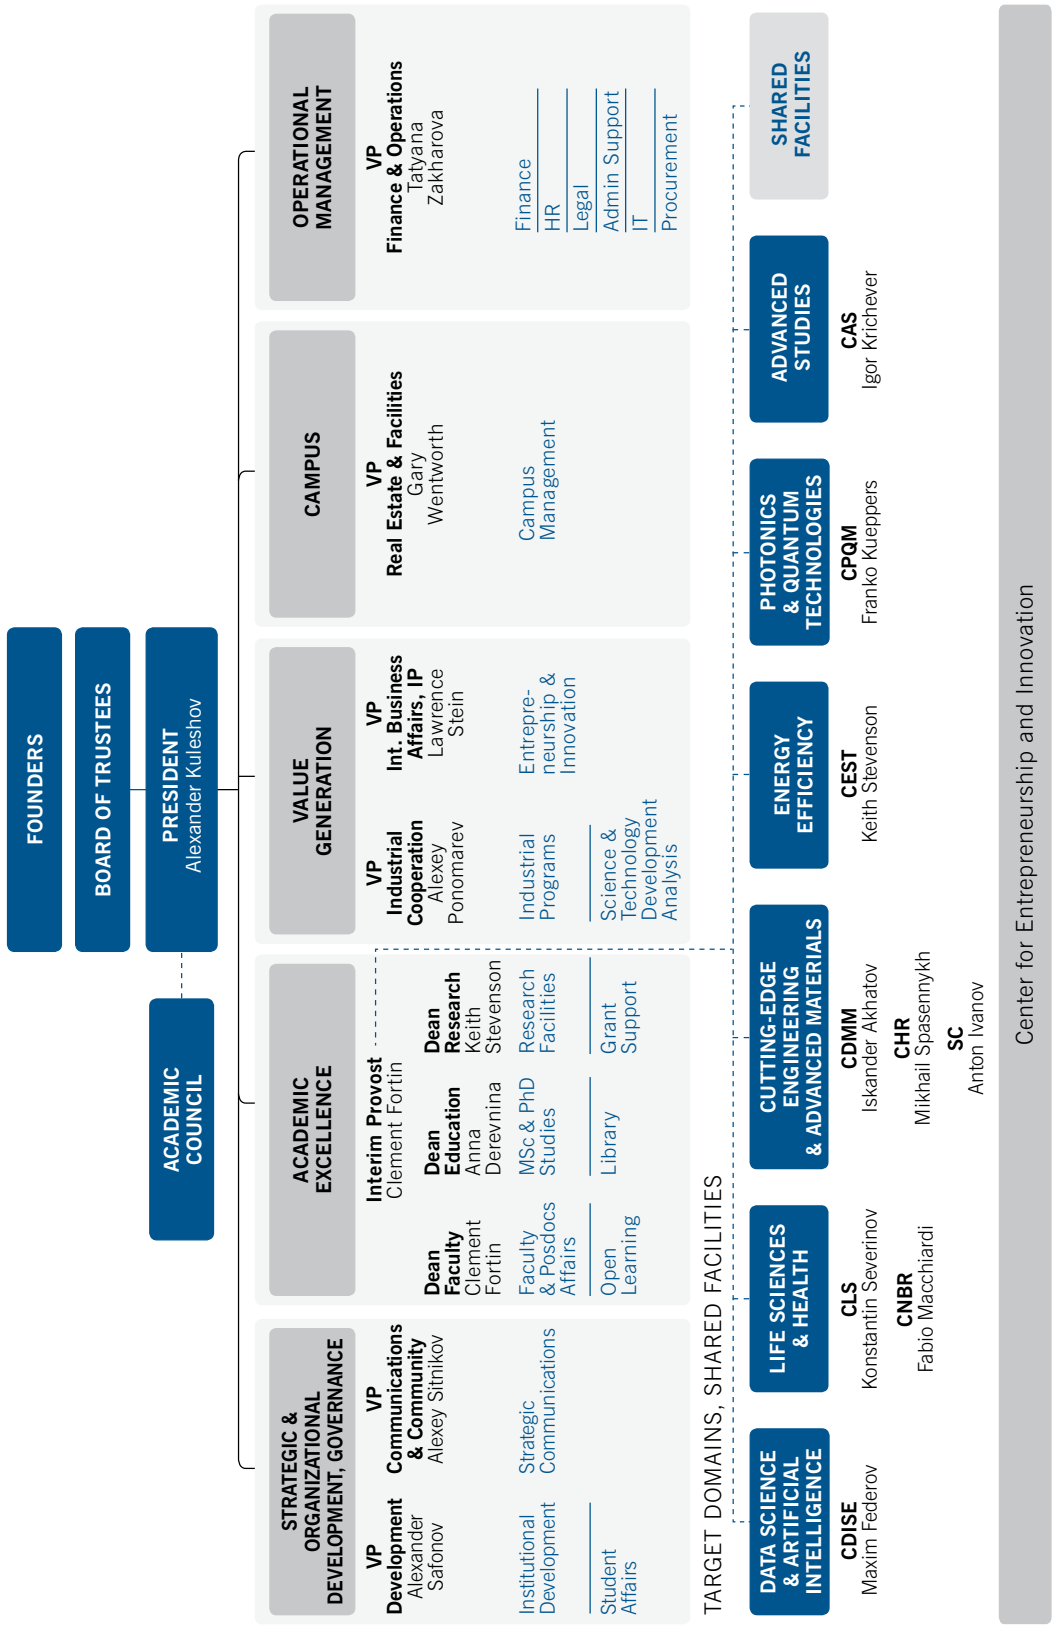 FOUNDERS
BOARD OF TRUSTEES
PRESIDENT
Alexander Kuleshov
ACADEMIC
COUNCIL
STRATEGIC &
ORGANIZATIONAL
DEVELOPMENT, GOVERNANCE
VP
Development
Alexander
Safonov
VP
Communications
& Community
Alexey Sitnikov
Institutional
Development
Student
Affairs
Strategic
Communications
ACADEMIC
EXCELLENCE
Interim Provost
Clement Fortin
Dean
Faculty
Clement
Fortin
Dean
Education
Anna
Derevnina
Dean
Research
Keith
Stevenson
Faculty
& Posdocs
Affairs
Open
Learning
MSc & PhD
Studies
Library
Research
Facilities
Grant
Support
VALUE
GENERATION
VP
Industrial
Cooperation
Alexey
Ponomarev
VP
Int. Business
Affairs, IP
Lawrence
Stein
Industrial
Programs
Science &
Technology
Development
Analysis
Entrepre-
neurship &
Innovation
CAMPUS
VP
Real Estate & Facilities
Gary
Wentworth
Campus
Management
OPERATIONAL
MANAGEMENT
VP
Finance & Operations
Tatyana
Zakharova
Finance
HR
Legal
Admin Support
IT
Procurement
TARGET DOMAINS, SHARED FACILITIES
DATA SCIENCE
& ARTIFICIAL
INTELLIGENCE
CDISE
Maxim Federov
LIFE SCIENCES
& HEALTH
CLS
Konstantin Severinov
CNBR
Fabio Macchiardi
CUTTING-EDGE
ENGINEERING
& ADVANCED MATERIALS
CDMM
Iskander Akhatov
CHR
Mikhail Spasennykh
SC
Anton Ivanov
ENERGY
EFFICIENCY
CEST
Keith Stevenson
PHOTONICS
& QUANTUM
TECHNOLOGIES
CPQM
Franko Kueppers
ADVANCED
STUDIES
CAS
Igor Krichever
SHARED
FACILITIES
Center for Entrepreneurship and Innovation